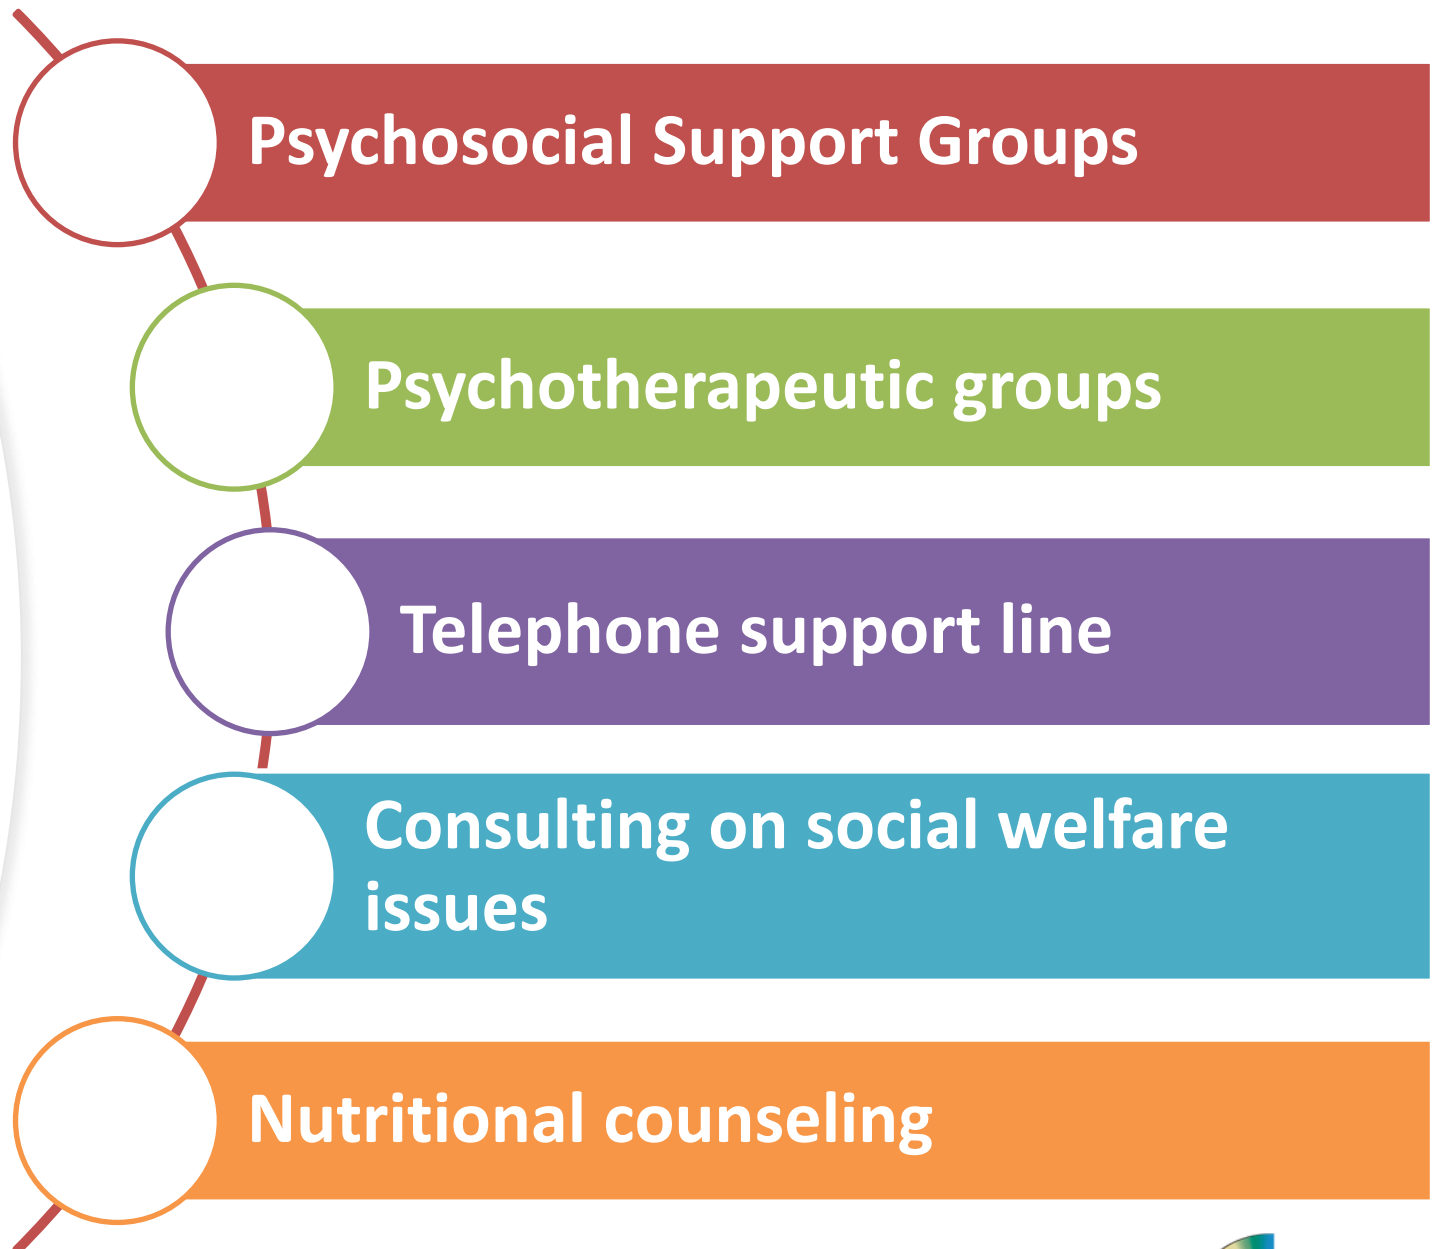 Psychosocial Support Groups
Psychotherapeutic groups
Telephone support line
Consulting on social welfare
issues
Nutritional counseling